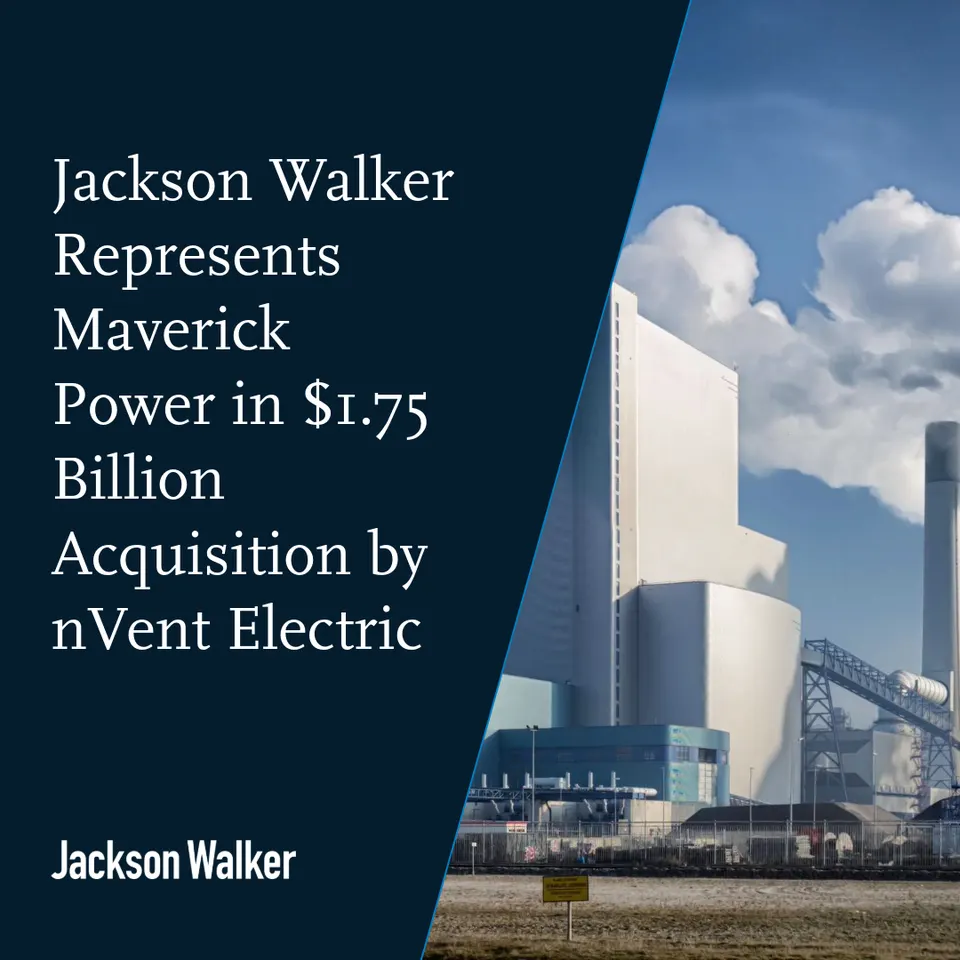 Jackson Walker
Represents
Maverick
Power in $1.75
Billion
Acquisition by
nVent Electric
Jackson Walker